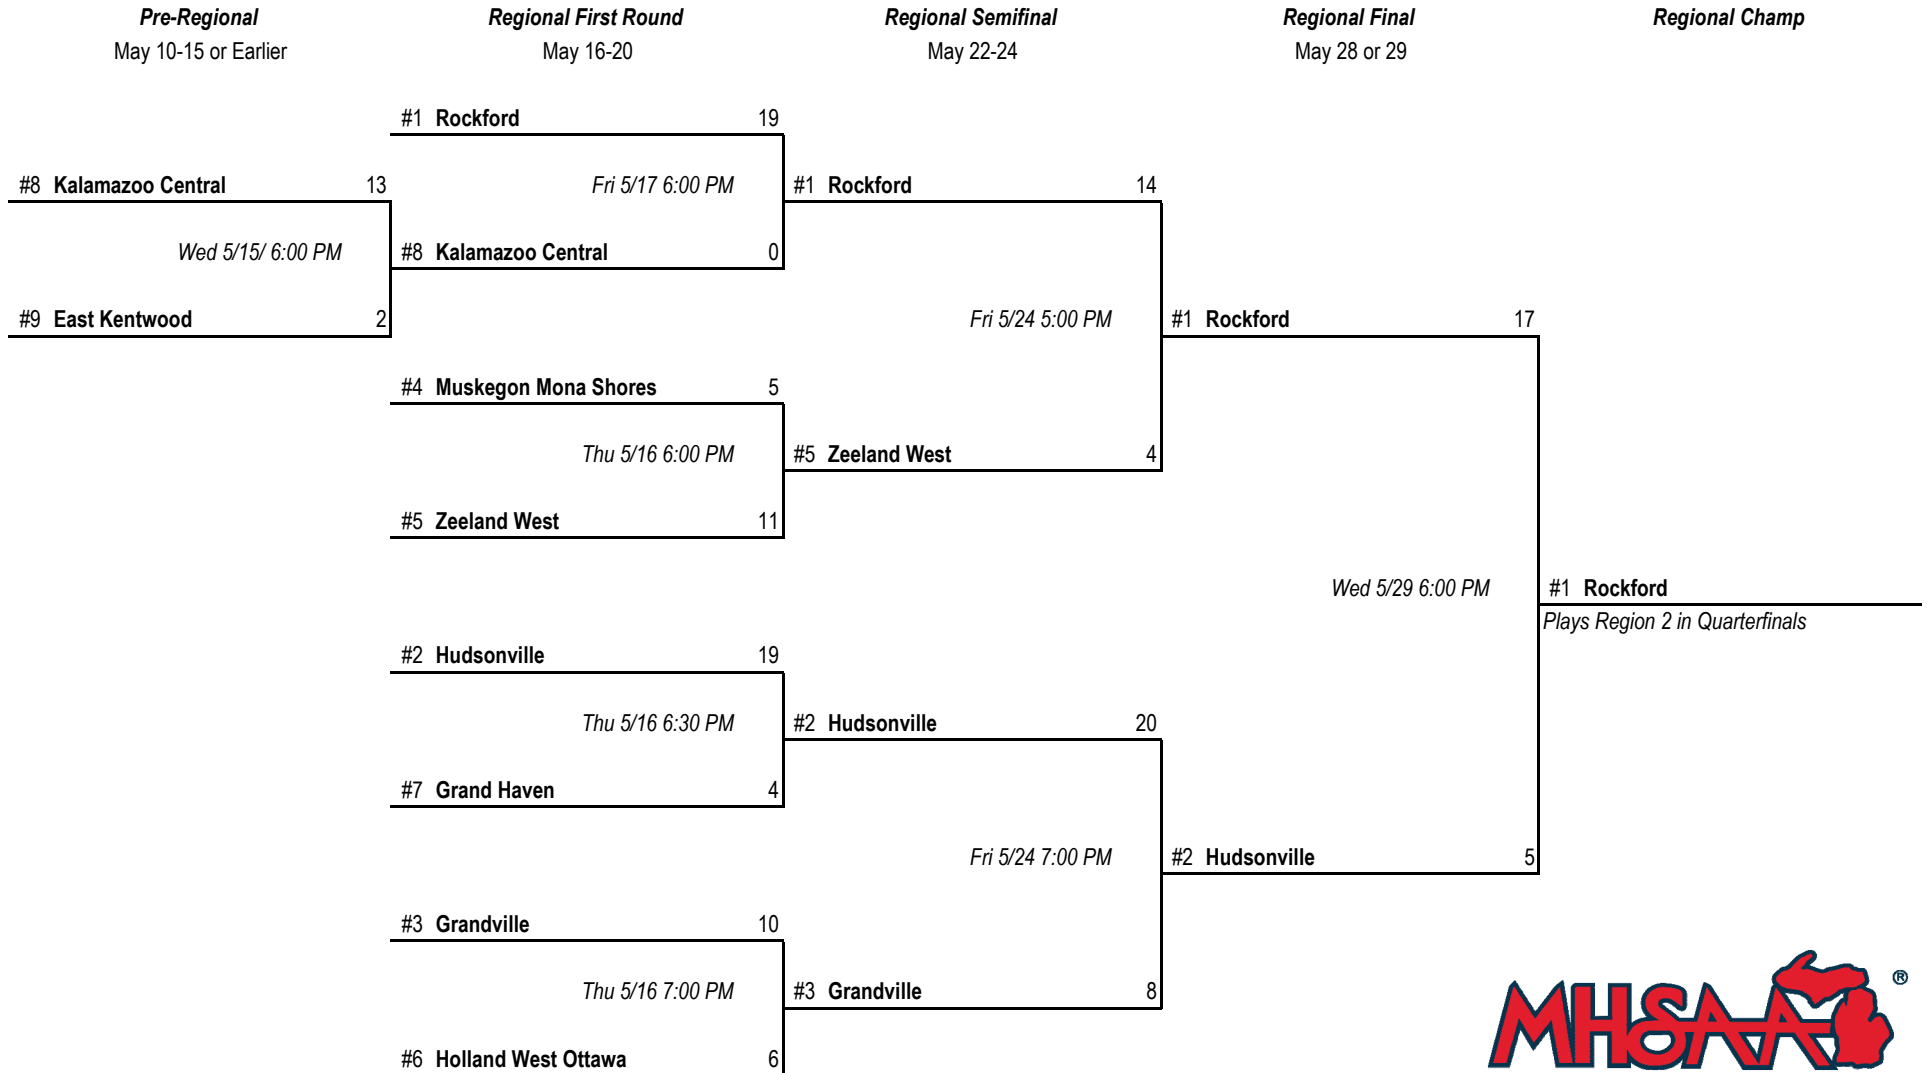 Pre-Regional Regional First Round Regional Semifinal Regional Final Regional Champ
May 10-15 or Earlier May 16-20 May 22-24 May 28 or 29
#1 Rockford 19
#8 Kalamazoo Central 13 Fri 5/17 6:00 PM #1 Rockford 14
Wed 5/15/ 6:00 PM #8 Kalamazoo Central 0
#9 East Kentwood 2 Fri 5/24 5:00 PM #1 Rockford 17
#4 Muskegon Mona Shores 5
Thu 5/16 6:00 PM #5 Zeeland West 4
#5 Zeeland West 11
Wed 5/29 6:00 PM #1 Rockford
Plays Region 2 in Quarterfinals
#2 Hudsonville 19
Thu 5/16 6:30 PM #2 Hudsonville 20
#7 Grand Haven 4
Fri 5/24 7:00 PM #2 Hudsonville 5
#3 Grandville 10
Thu 5/16 7:00 PM #3 Grandville 8
#6 Holland West Ottawa 6
MHSAA ®